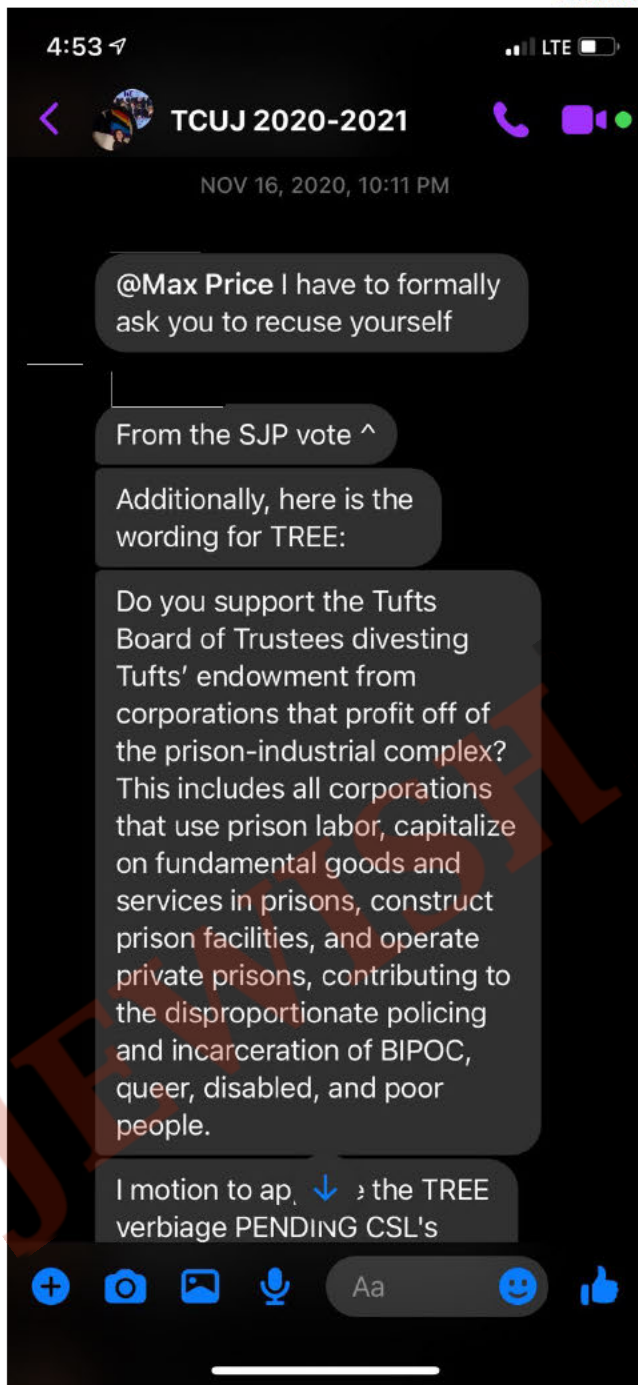 4:53
LTE
TCUJ 2020-2021
NOV 16, 2020, 10:11 PM
@Max Price I have to formally
ask you to recuse yourself
From the SJP vote ^
Additionally, here is the
wording for TREE:
Do you support the Tufts
Board of Trustees divesting
Tufts’ endowment from
corporations that profit off of
the prison-industrial complex?
This includes all corporations
that use prison labor, capitalize
on fundamental goods and
services in prisons, construct
prison facilities, and operate
private prisons, contributing to
the disproportionate policing
and incarceration of BIPOC,
queer, disabled, and poor
people.
I motion to the TREE
verbiage PENDING CSL's
Aa
JEWISH